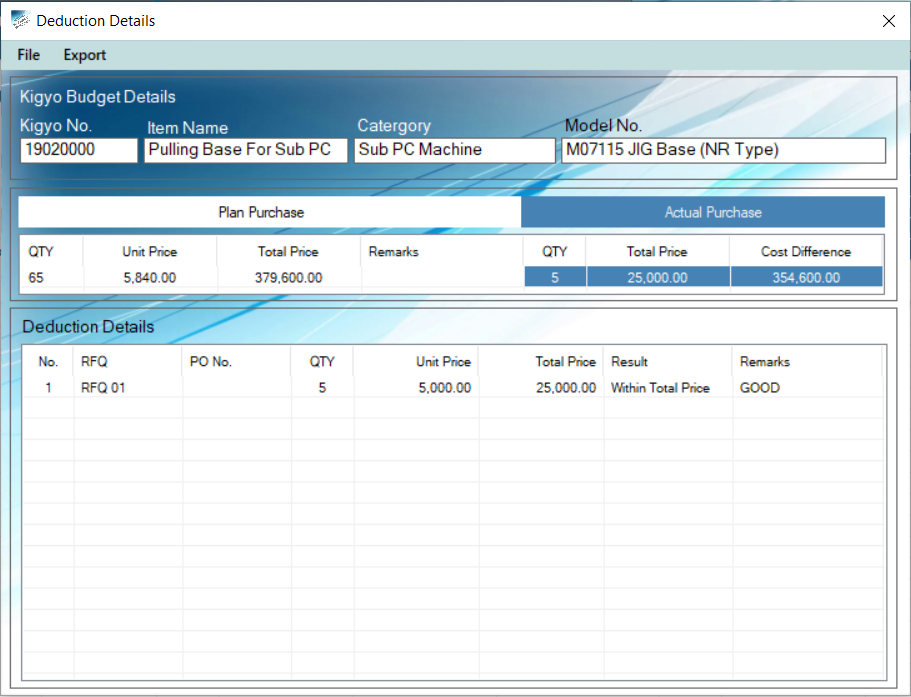 Deduction Details
File Export
Kigyo Budget Details
Kigyo No. Item Name Catergory Model No.
19020000 Pulling Base For Sub PC Sub PC Machine M07115 JIG Base (NR Type)
Plan Purchase Actual Purchase
QTY Unit Price Total Price Remarks QTY Total Price Cost Difference
65 5,840.00 379,600.00 5 25,000.00 354,600.00
Deduction Details
No. RFQ PO No. QTY Unit Price Total Price Result Remarks
1 RFQ 01 5 5,000.00 25,000.00 Within Total Price GOOD